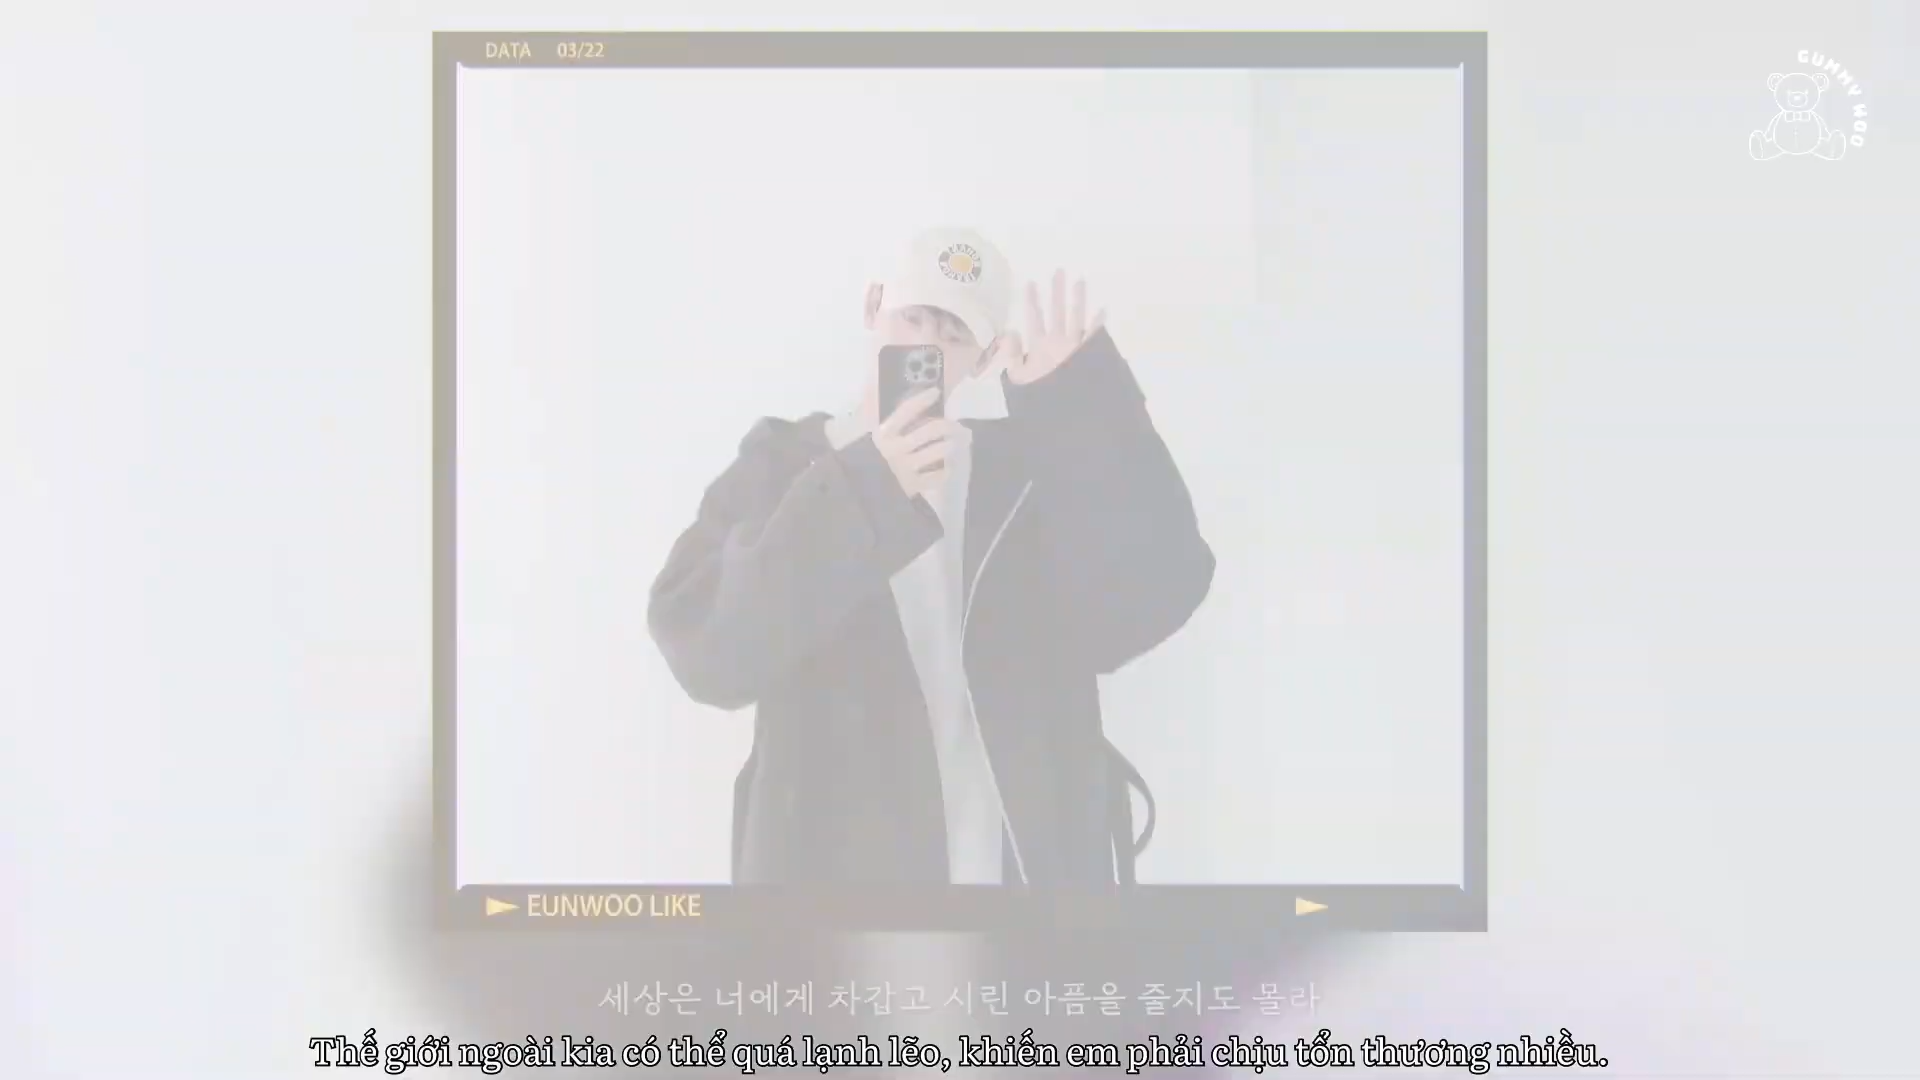 DATA 03/22
GUMMY WOO
EUNWOO LIKE
세상은 너에게 차갑고 시린 아픔을 줄지도 몰라
Thế giới ngoài kia có thể quá lạnh lẽo, khiến em phải chịu tổn thương nhiều.